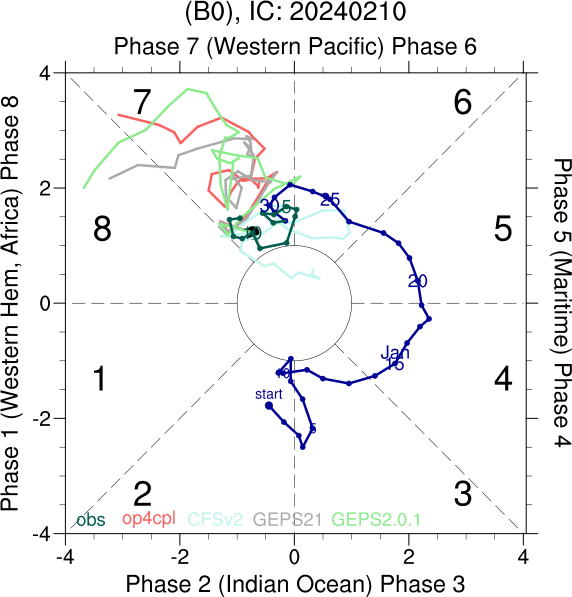 (B0), IC: 20240210
Phase 7 (Western Pacific) Phase 6
4
7
6
Phase 1 (Western Hem, Africa) Phase 8
2
30
5
25
8
5
Phase 5 (Maritime) Phase 4
20
0
Jan
15
1
4
start
-2
5
2
3
obs op4cpl CFSv2 GEPS21 GEPS2.0.1
-4
-4 -2 0 2 4
Phase 2 (Indian Ocean) Phase 3